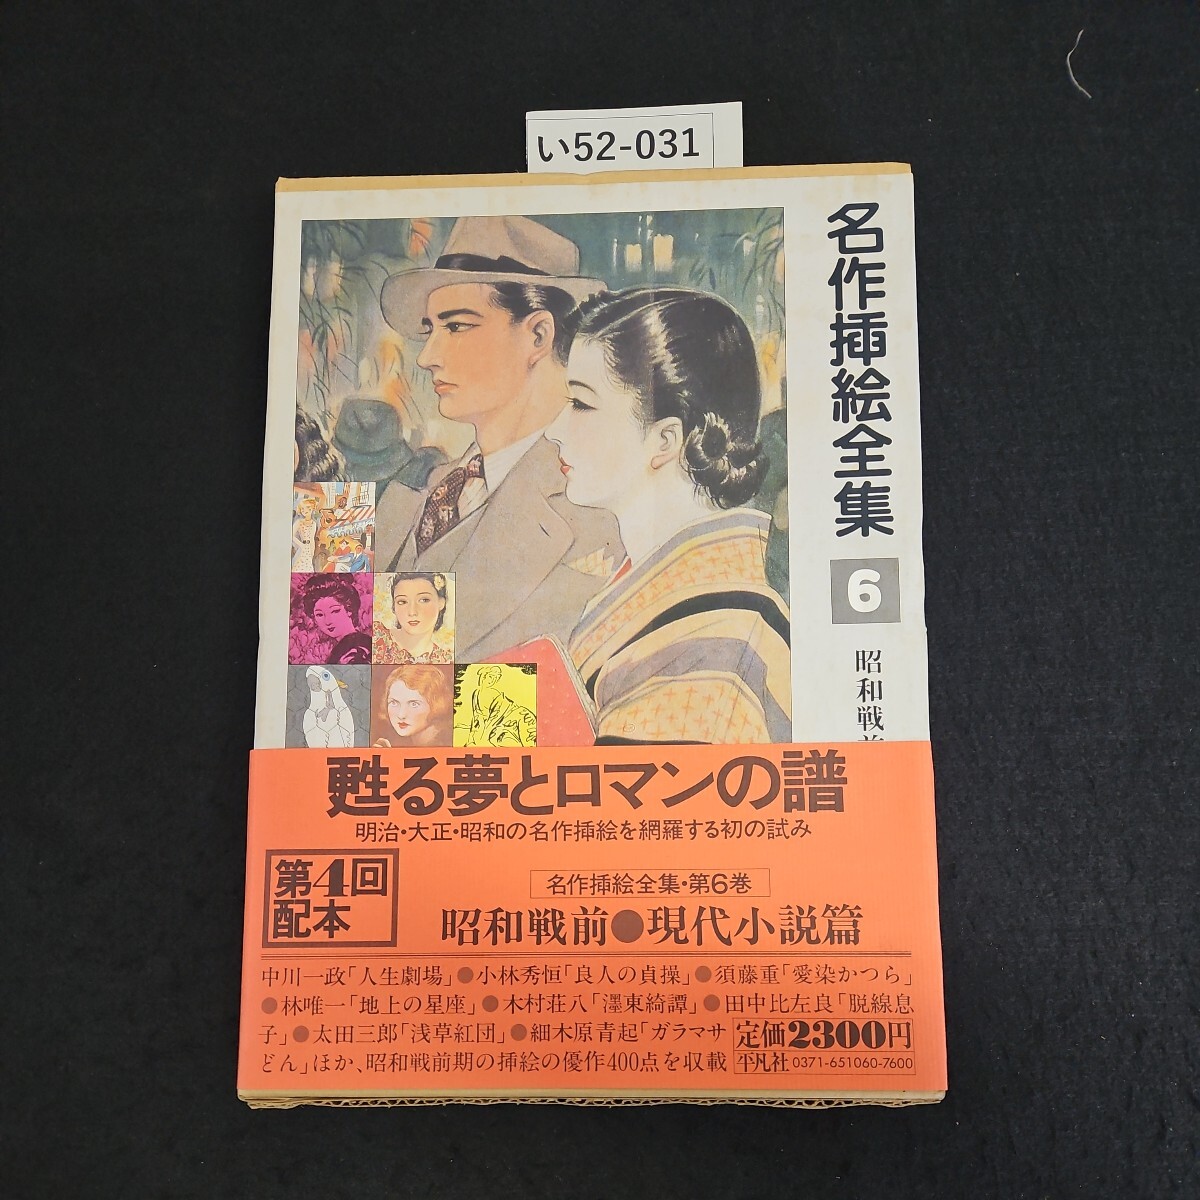 い52-031
名作挿絵全集
6
昭和戦前
甦る夢とロマンの譜
明治・大正・昭和の名作挿絵を網羅する初の試み
第4回
配本
名作挿絵全集・第6巻
昭和戦前●現代小説篇
中川一政「人生劇場」●小林秀恒「良人の貞操」●須藤重「愛染かつら」
●林唯一「地上の星座」●木村荘八「濹東綺譚」●田中比左良「脱線息
子」●太田三郎「浅草紅団」●細木原青起「ガラマサ
どん」ほか、昭和戦前期の挿絵の優作400点を収載
定価2300円
平凡社 0371-651060-7600